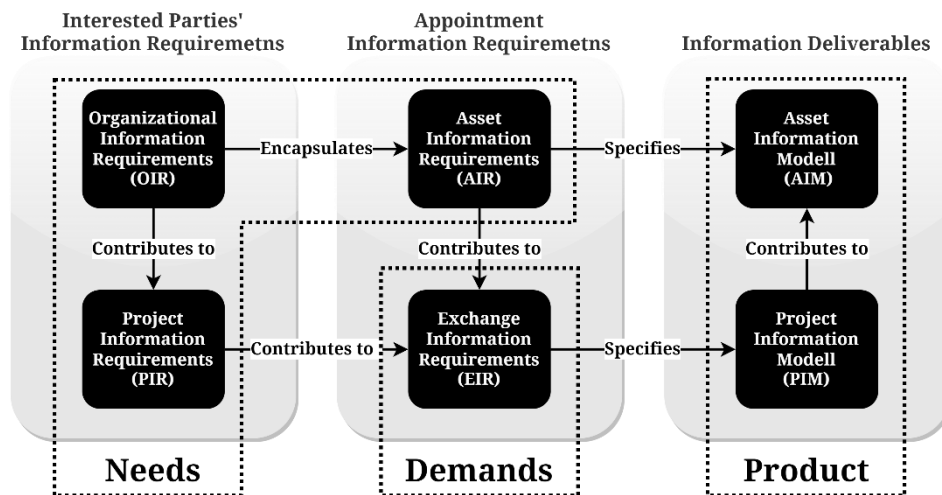 Interested Parties'
Information Requiremetns
Appointment
Information Requiremetns
Information Deliverables
Organizational
Information
Requirements
(OIR)
Encapsulates
Asset
Information
Requirements
(AIR)
Specifies
Asset
Information
Modell
(AIM)
Contributes to
Contributes to
Contributes to
Project
Information
Requirements
(PIR)
Contributes to
Exchange
Information
Requirements
(EIR)
Specifies
Project
Information
Modell
(PIM)
Needs
Demands
Product